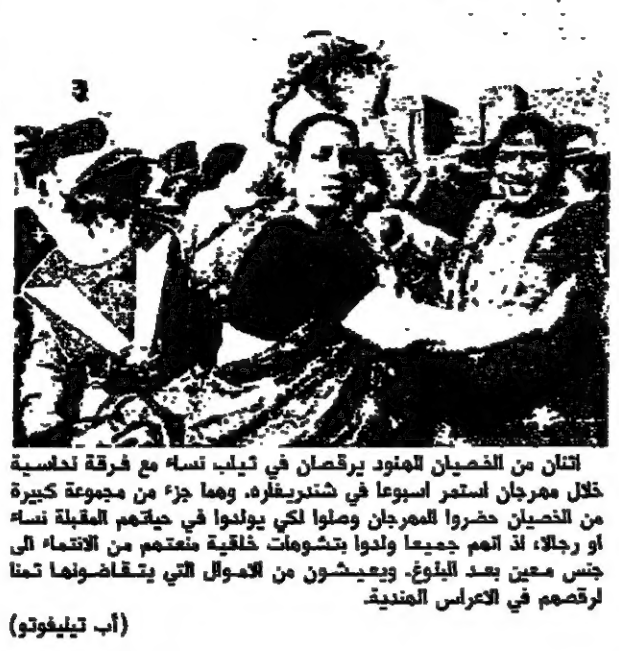 اثنان من الخصيان الهنود يرقصان في ثيلب نساء مع فرقة نحاسية
خلال مهرجان استمر اسبوعا في شنديغاره. وهما جزء من مجموعة كبيرة
من الخصيان حضروا المهرجان وصلوا لكي يولدوا في حياتهم المقبلة نساء
او رجالا، اذ انهم جميعا ولدوا بتشوهات خلقية منعتهم من الانتماء الى
جنس معين بعد البلوغ. ويعيشون من الاموال التي يتقاضونها ثمنا
لرقصهم في الاعراس الهندية.
(أب تيليفوتو)